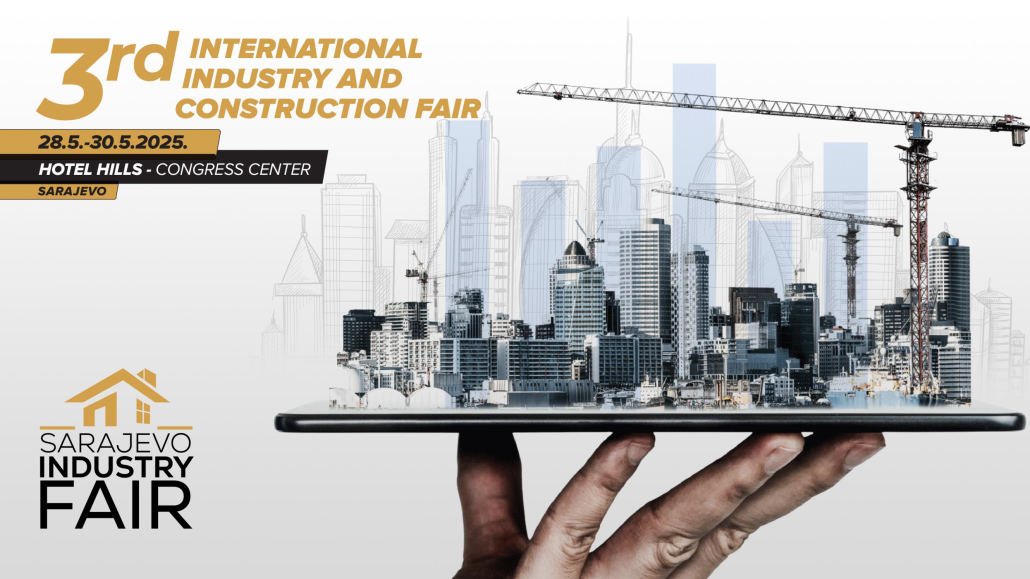 3rd INTERNATIONAL
INDUSTRY AND
CONSTRUCTION FAIR
28.5.-30.5.2025.
HOTEL HILLS - CONGRESS CENTER
SARAJEVO
SARAJEVO
INDUSTRY
FAIR